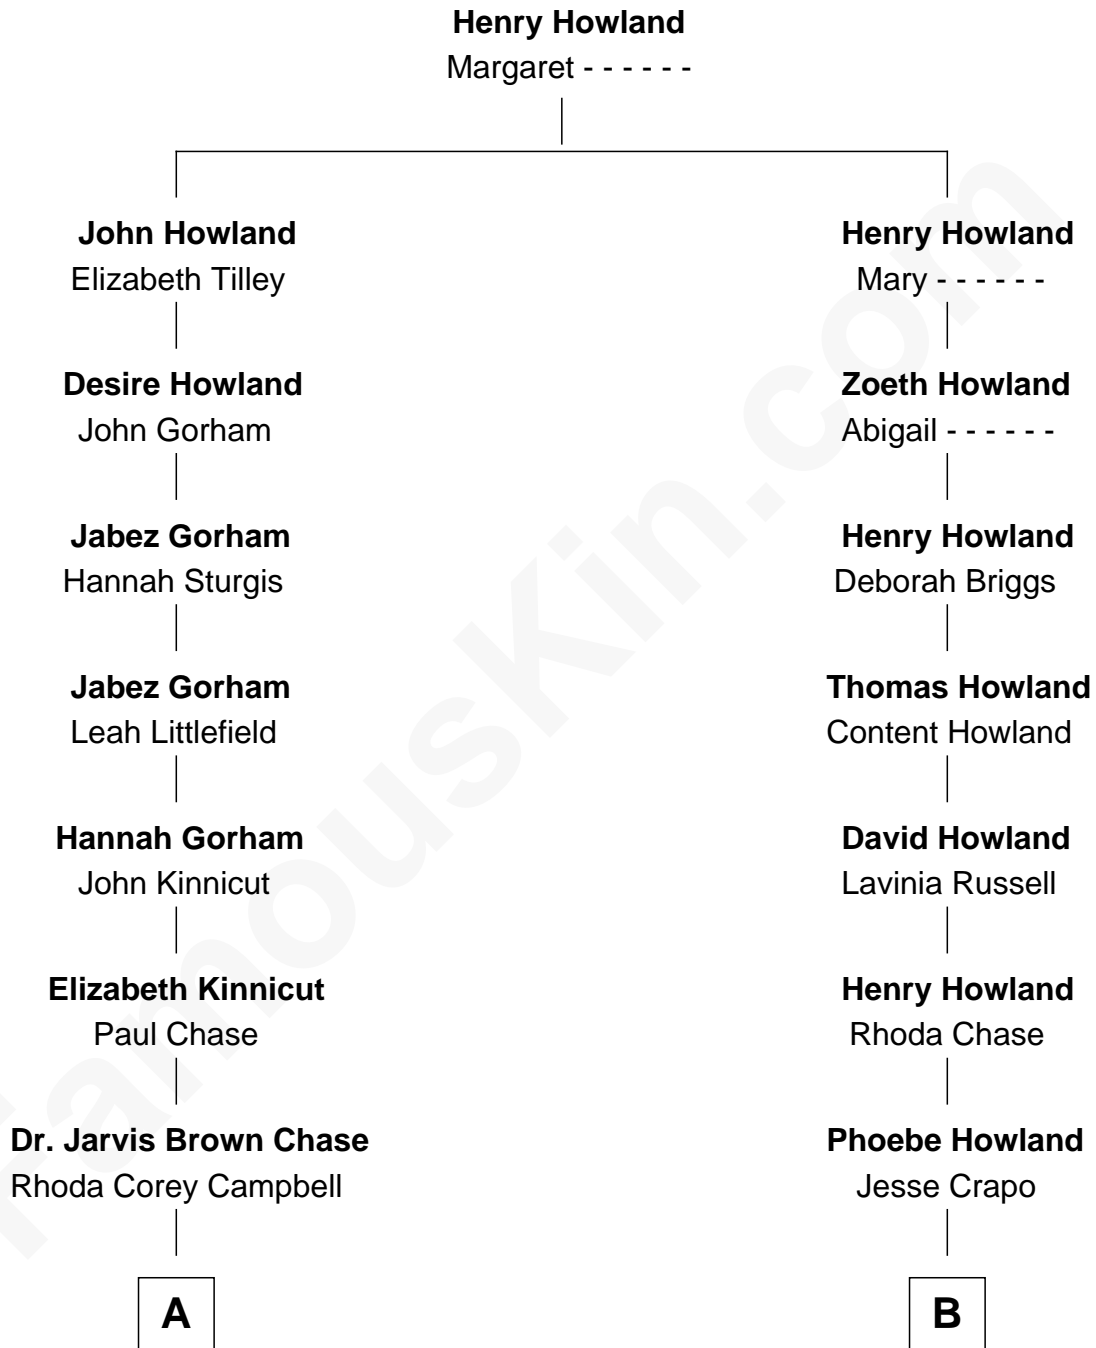 Henry Howland
Margaret - - - - - -
John Howland
Elizabeth Tilley
Henry Howland
Mary - - - - - -
Desire Howland
John Gorham
Zoeth Howland
Abigail - - - - - -
Jabez Gorham
Hannah Sturgis
Henry Howland
Deborah Briggs
Jabez Gorham
Leah Littlefield
Thomas Howland
Content Howland
Hannah Gorham
John Kinnicut
David Howland
Lavinia Russell
Elizabeth Kinnicut
Paul Chase
Henry Howland
Rhoda Chase
Dr. Jarvis Brown Chase
Rhoda Corey Campbell
Phoebe Howland
Jesse Crapo
A
B
FamousKin.com